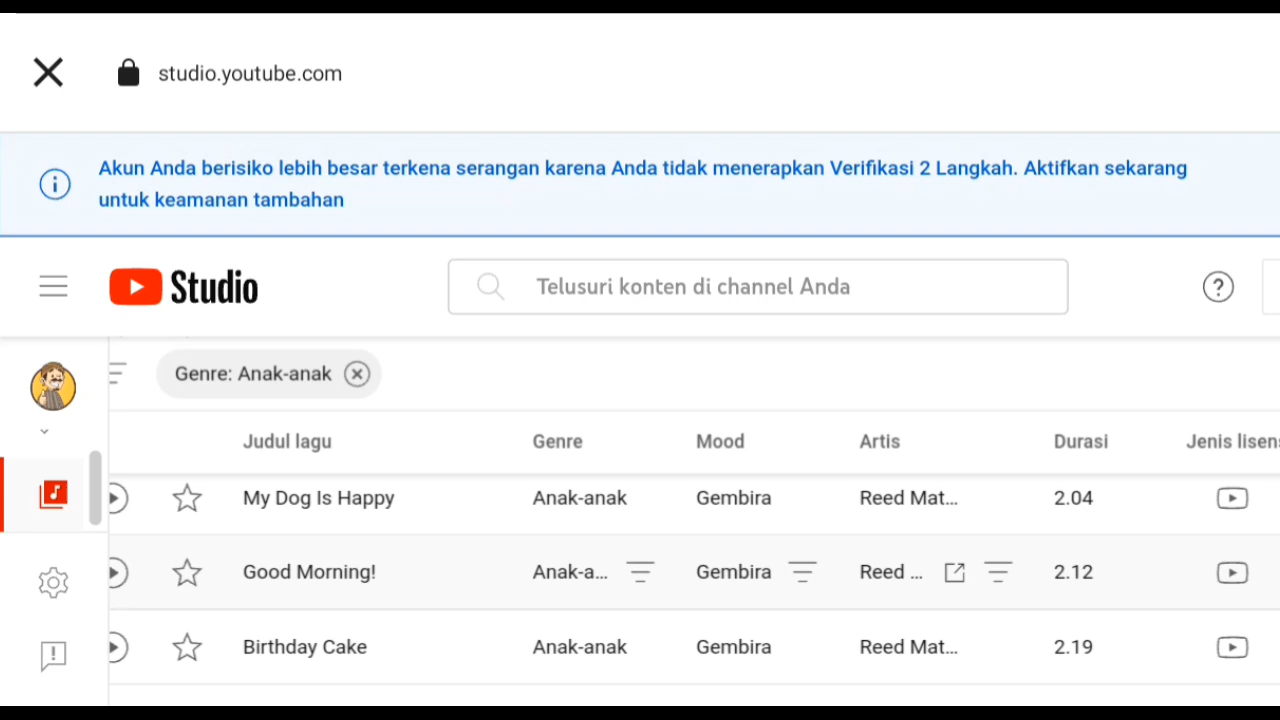 studio.youtube.com
Akun Anda berisiko lebih besar terkena serangan karena Anda tidak menerapkan Verifikasi 2 Langkah. Aktifkan sekarang
untuk keamanan tambahan
Studio Telusuri konten di channel Anda ?
Genre: Anak-anak
Judul lagu Genre Mood Artis Durasi Jenis lisens
My Dog Is Happy Anak-anak Gembira Reed Mat... 2.04
Good Morning! Anak-a... Gembira Reed ... 2.12
Birthday Cake Anak-anak Gembira Reed Mat... 2.19